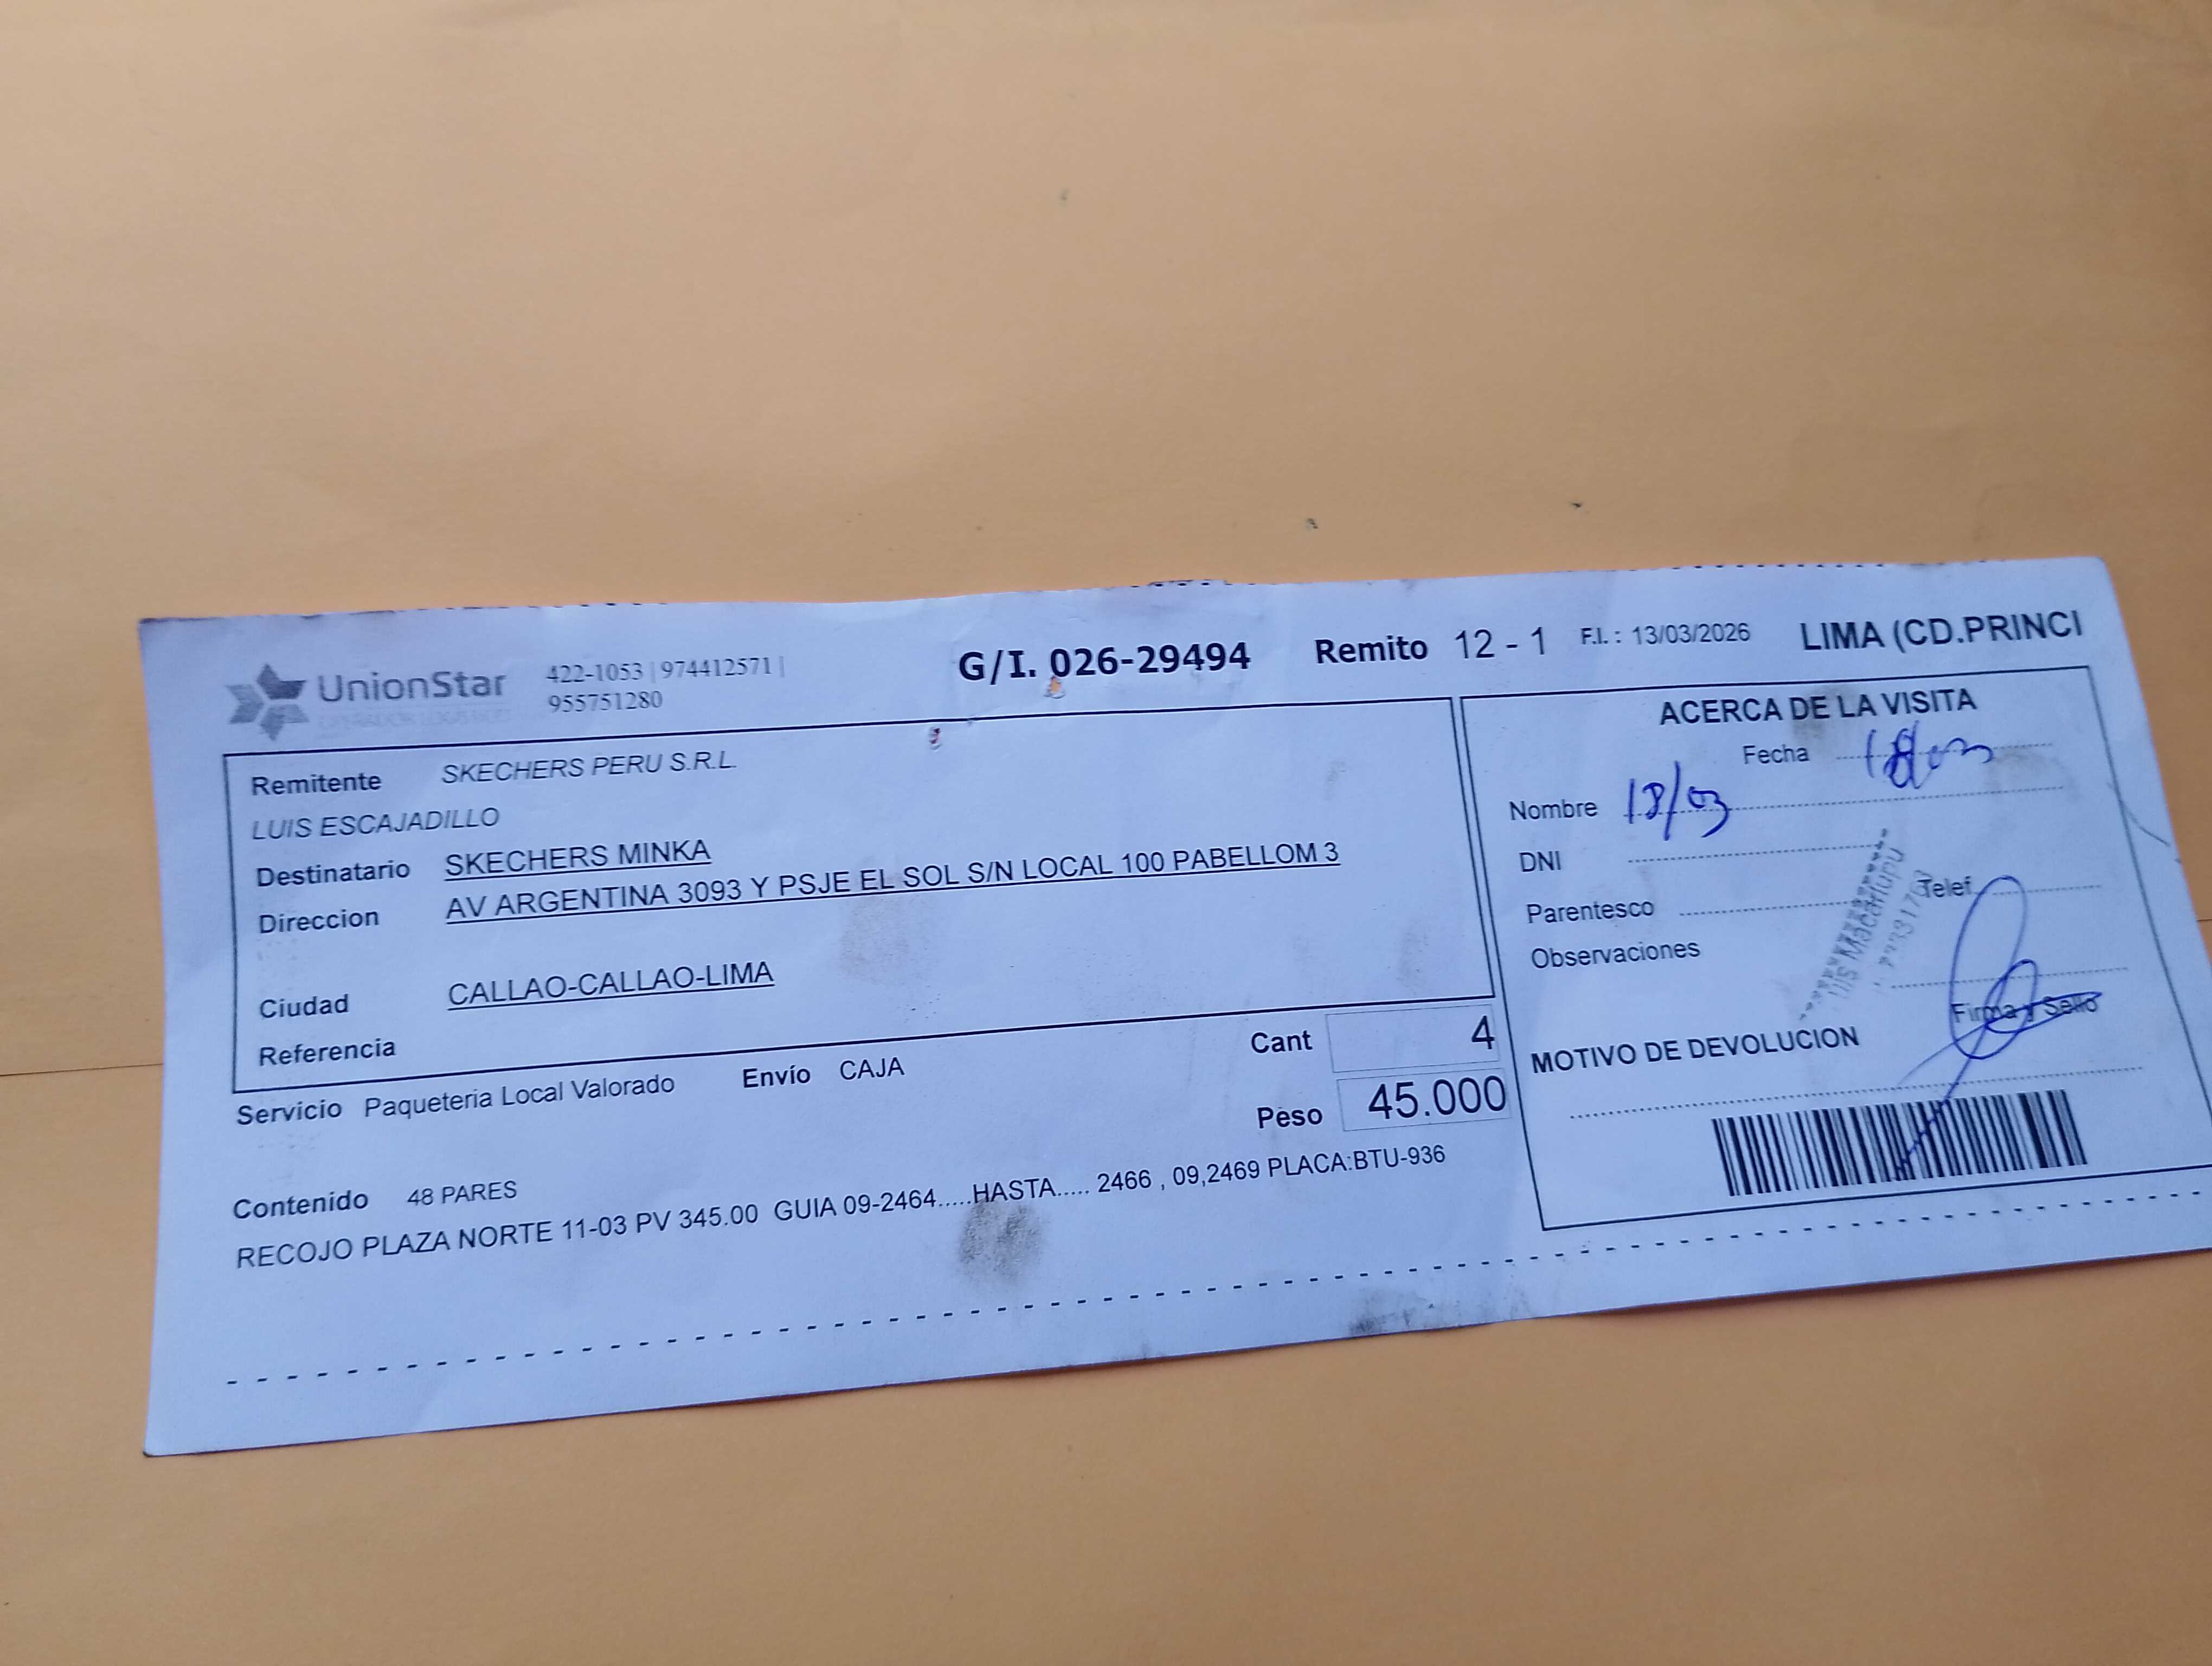 UnionStar
422-1053 | 974412571 |
955751280
G/I. 026-29494 Remito 12 - 1 F.I. : 13/03/2026 LIMA (CD.PRINCI
Remitente SKECHERS PERU S.R.L.
LUIS ESCAJADILLO
Destinatario SKECHERS MINKA
Direccion AV ARGENTINA 3093 Y PSJE EL SOL S/N LOCAL 100 PABELLOM 3
Ciudad CALLAO-CALLAO-LIMA
Referencia
Servicio Paqueteria Local Valorado Envío CAJA
Cant 4
Peso 45.000
Contenido 48 PARES
RECOJO PLAZA NORTE 11-03 PV 345.00 GUIA 09-2464.....HASTA..... 2466 , 09,2469 PLACA:BTU-936
ACERCA DE LA VISITA
Fecha
Nombre 18/03
DNI
Parentesco Telef
Observaciones
Firma y Sello
MOTIVO DE DEVOLUCION